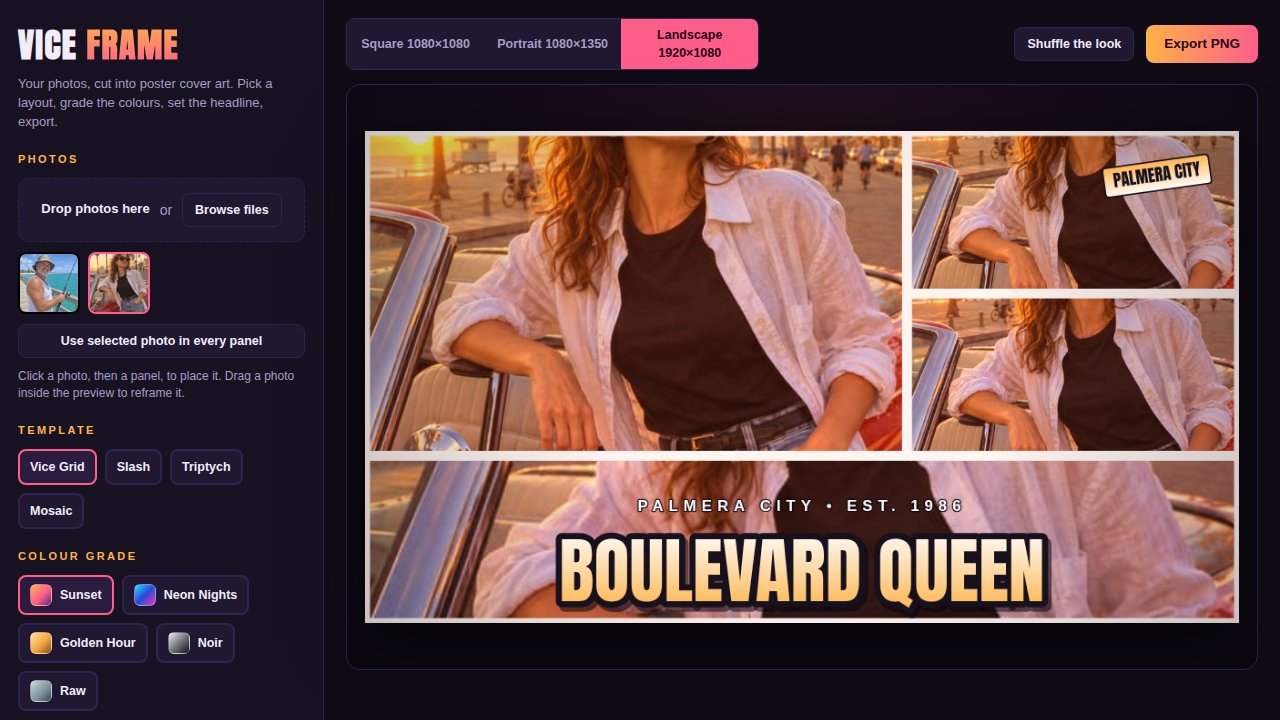 VICE FRAME
Your photos, cut into poster cover art. Pick a
layout, grade the colours, set the headline,
export.
PHOTOS
Drop photos here or Browse files
Use selected photo in every panel
Click a photo, then a panel, to place it. Drag a photo
inside the preview to reframe it.
TEMPLATE
Vice Grid
Slash
Triptych
Mosaic
COLOUR GRADE
Sunset
Neon Nights
Golden Hour
Noir
Raw
Square 1080×1080
Portrait 1080×1350
Landscape
1920×1080
Shuffle the look
Export PNG
PALMERA CITY
PALMERA CITY • EST. 1986
BOULEVARD QUEEN